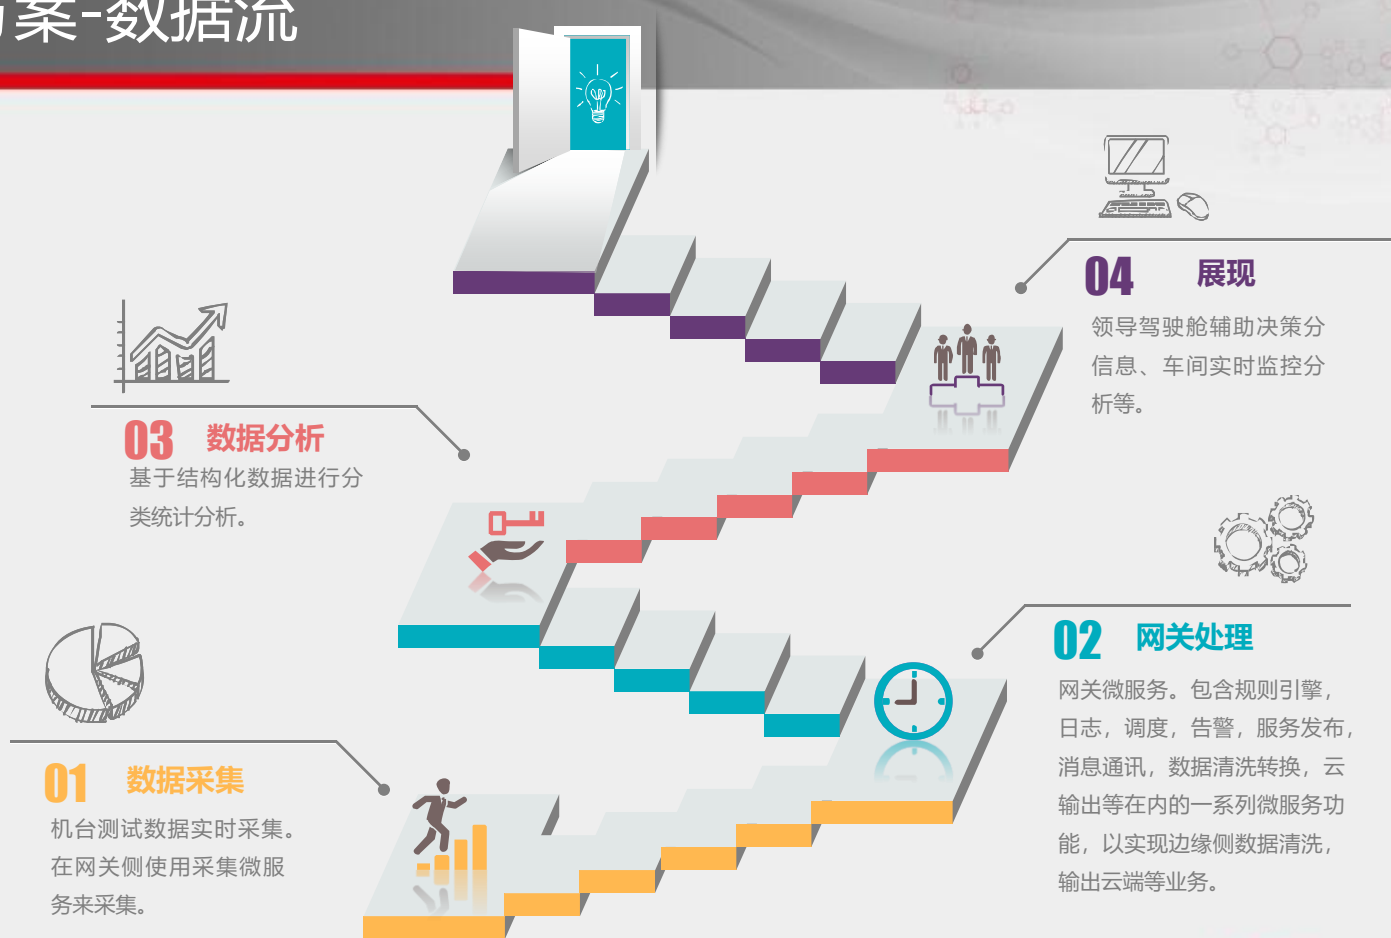 方案-数据流
04 展现
领导驾驶舱辅助决策分
信息、车间实时监控分
析等。
03 数据分析
基于结构化数据进行分
类统计分析。
02 网关处理
网关微服务。包含规则引擎，
日志，调度，告警，服务发布，
消息通讯，数据清洗转换，云
输出等在内的一系列微服务功
能，以实现边缘侧数据清洗，
输出云端等业务。
01 数据采集
机台测试数据实时采集。
在网关侧使用采集微服
务来采集。